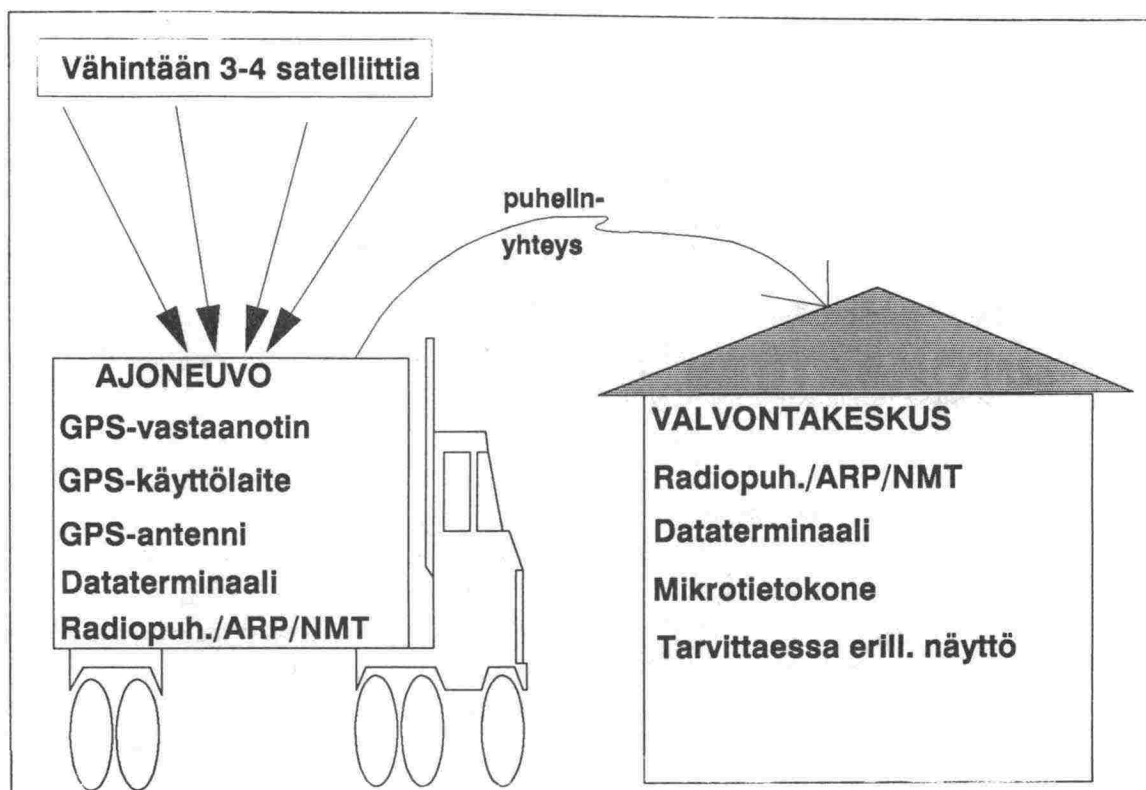 Vähintään 3-4 satelliittia
puhelin-
yhteys
AJONEUVO
GPS-vastaanotin
GPS-käyttölaite
GPS-antenni
Dataterminaali
Radiopuh./ARP/NMT
VALVONTAKESKUS
Radiopuh./ARP/NMT
Dataterminaali
Mikrotietokone
Tarvittaessa erill. näyttö